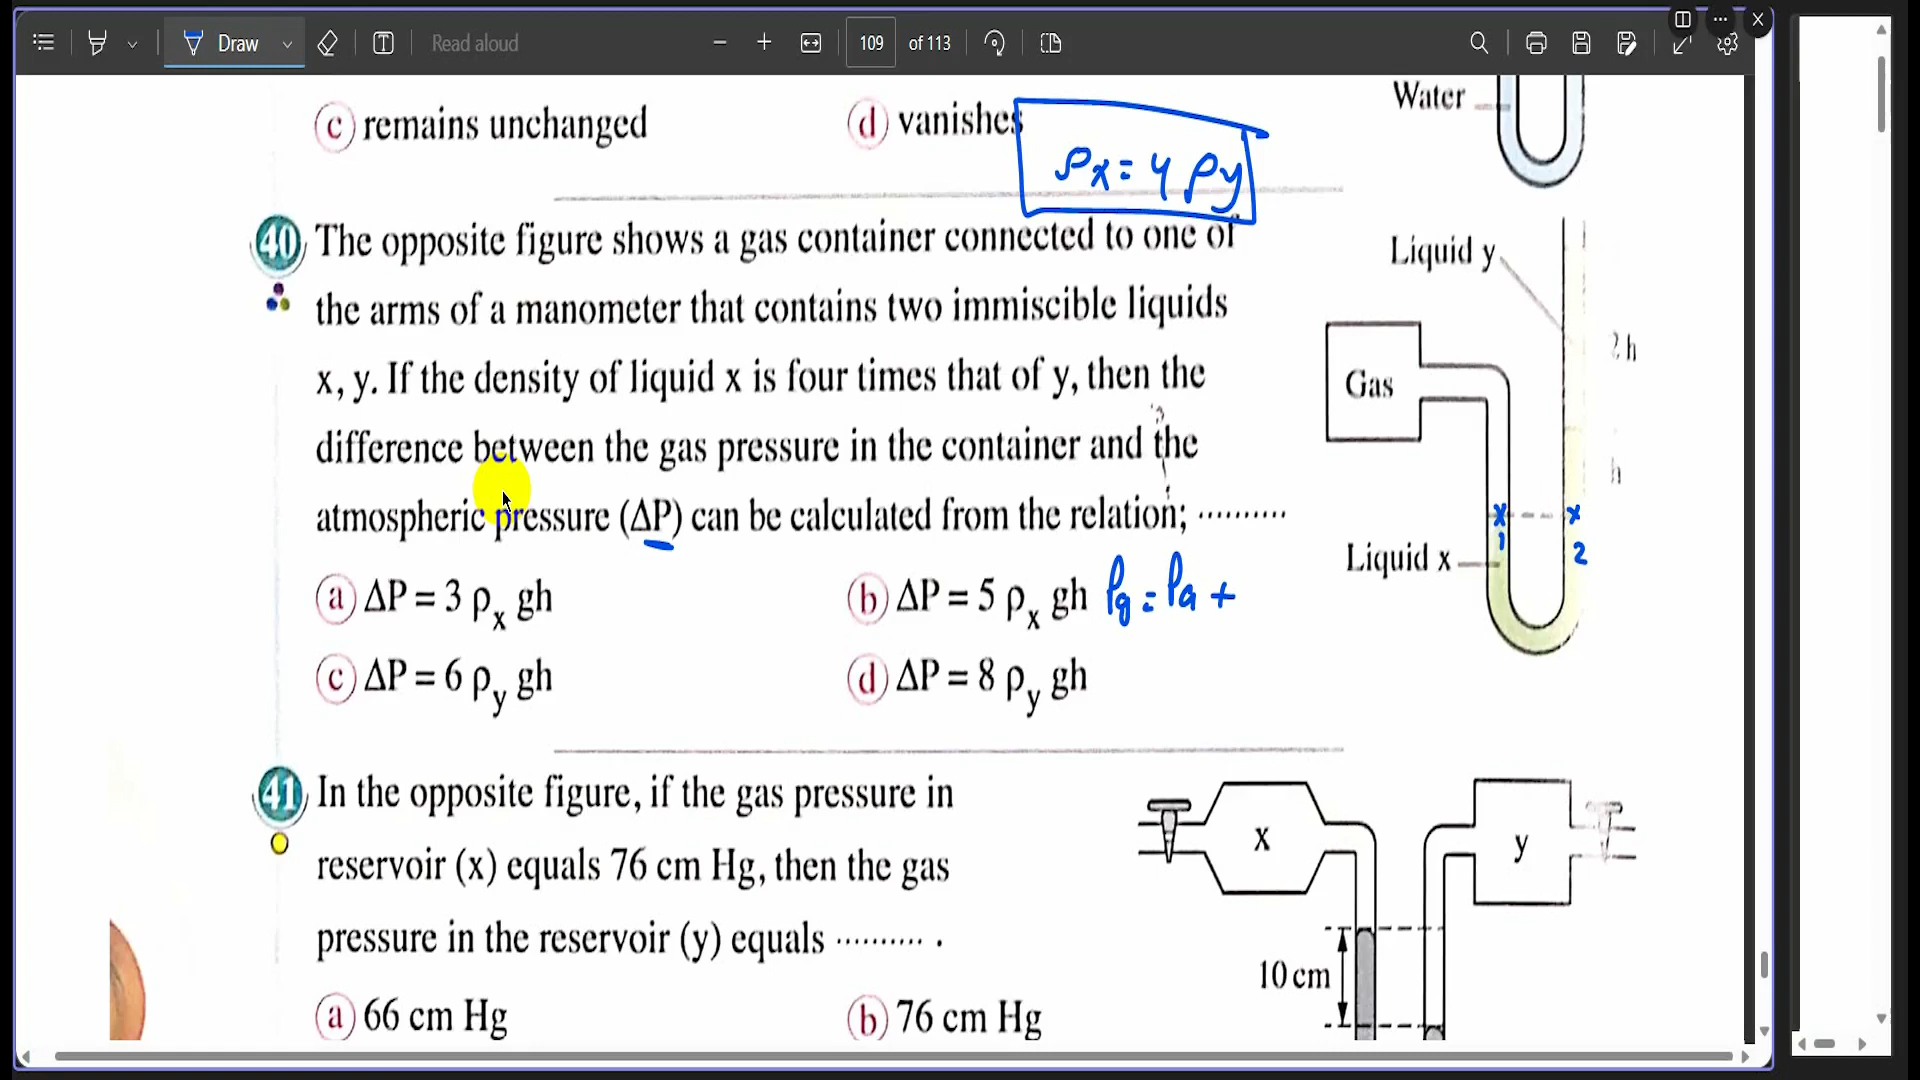 Draw
Read aloud
109 of 113
c remains unchanged
d vanishes
ρx = 4 ρy
Water
40 The opposite figure shows a gas container connected to one of
the arms of a manometer that contains two immiscible liquids
x, y. If the density of liquid x is four times that of y, then the
difference between the gas pressure in the container and the
atmospheric pressure (ΔP) can be calculated from the relation; ..........
a ΔP = 3 ρx gh
b ΔP = 5 ρx gh
Pg = Pa +
c ΔP = 6 ρy gh
d ΔP = 8 ρy gh
Liquid y
2h
Gas
h
x x
1 2
Liquid x
41 In the opposite figure, if the gas pressure in
reservoir (x) equals 76 cm Hg, then the gas
pressure in the reservoir (y) equals .......... .
a 66 cm Hg
b 76 cm Hg
x
y
10 cm